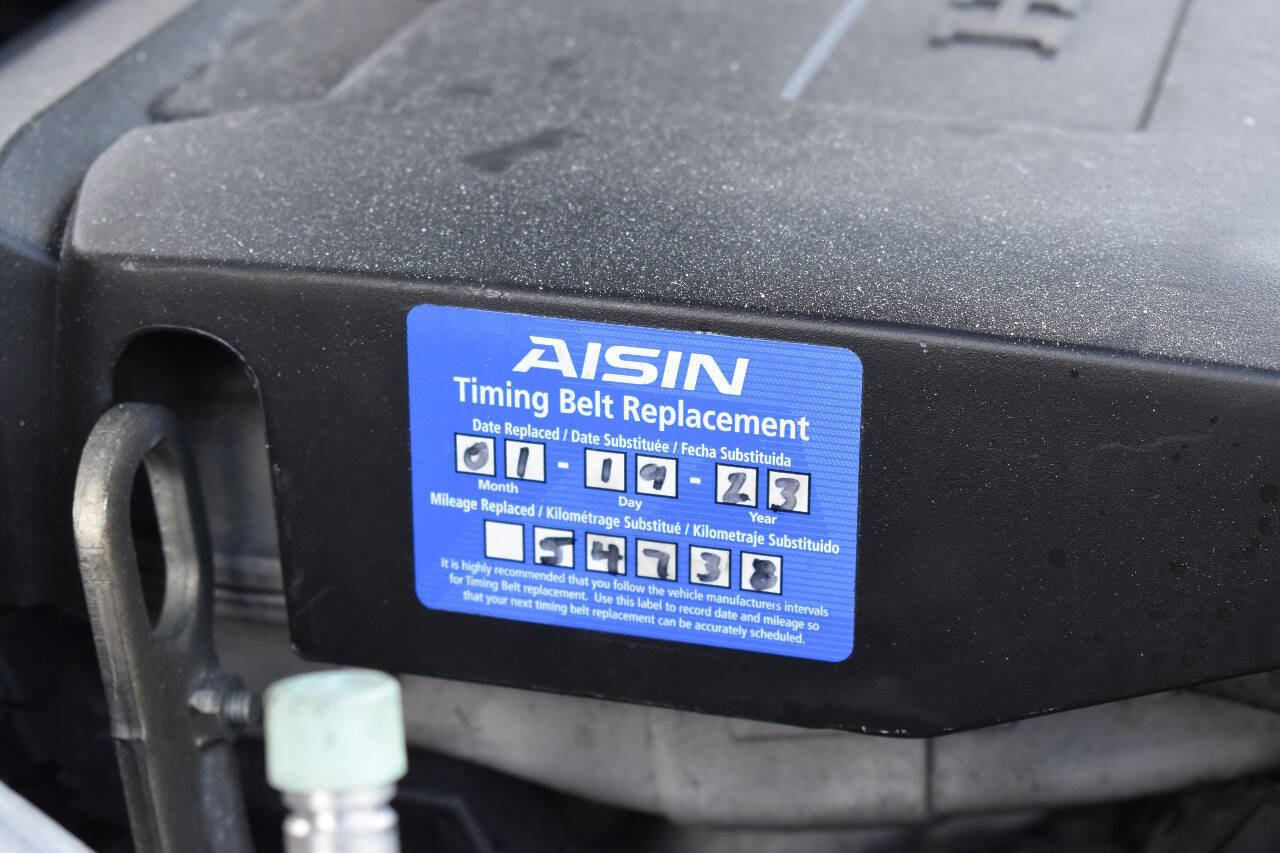 H
AISIN
Timing Belt Replacement
Date Replaced / Date Substituée / Fecha Substituida
01 - 19 - 23
Month Day Year
Mileage Replaced / Kilométrage Substitué / Kilometraje Substituido
54738
It is highly recommended that you follow the vehicle manufacturers intervals
for Timing Belt replacement. Use this label to record date and mileage so
that your next timing belt replacement can be accurately scheduled.